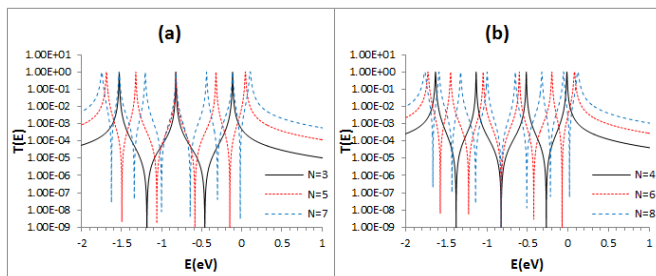 (a)
T(E)
1.00E+01
1.00E+00
1.00E-01
1.00E-02
1.00E-03
1.00E-04
1.00E-05
1.00E-06
1.00E-07
1.00E-08
1.00E-09
N=3
N=5
N=7
-2 -1.5 -1 -0.5 0 0.5 1
E(eV)
(b)
T(E)
1.00E+01
1.00E+00
1.00E-01
1.00E-02
1.00E-03
1.00E-04
1.00E-05
1.00E-06
1.00E-07
1.00E-08
1.00E-09
N=4
N=6
N=8
-2 -1.5 -1 -0.5 0 0.5 1
E(eV)